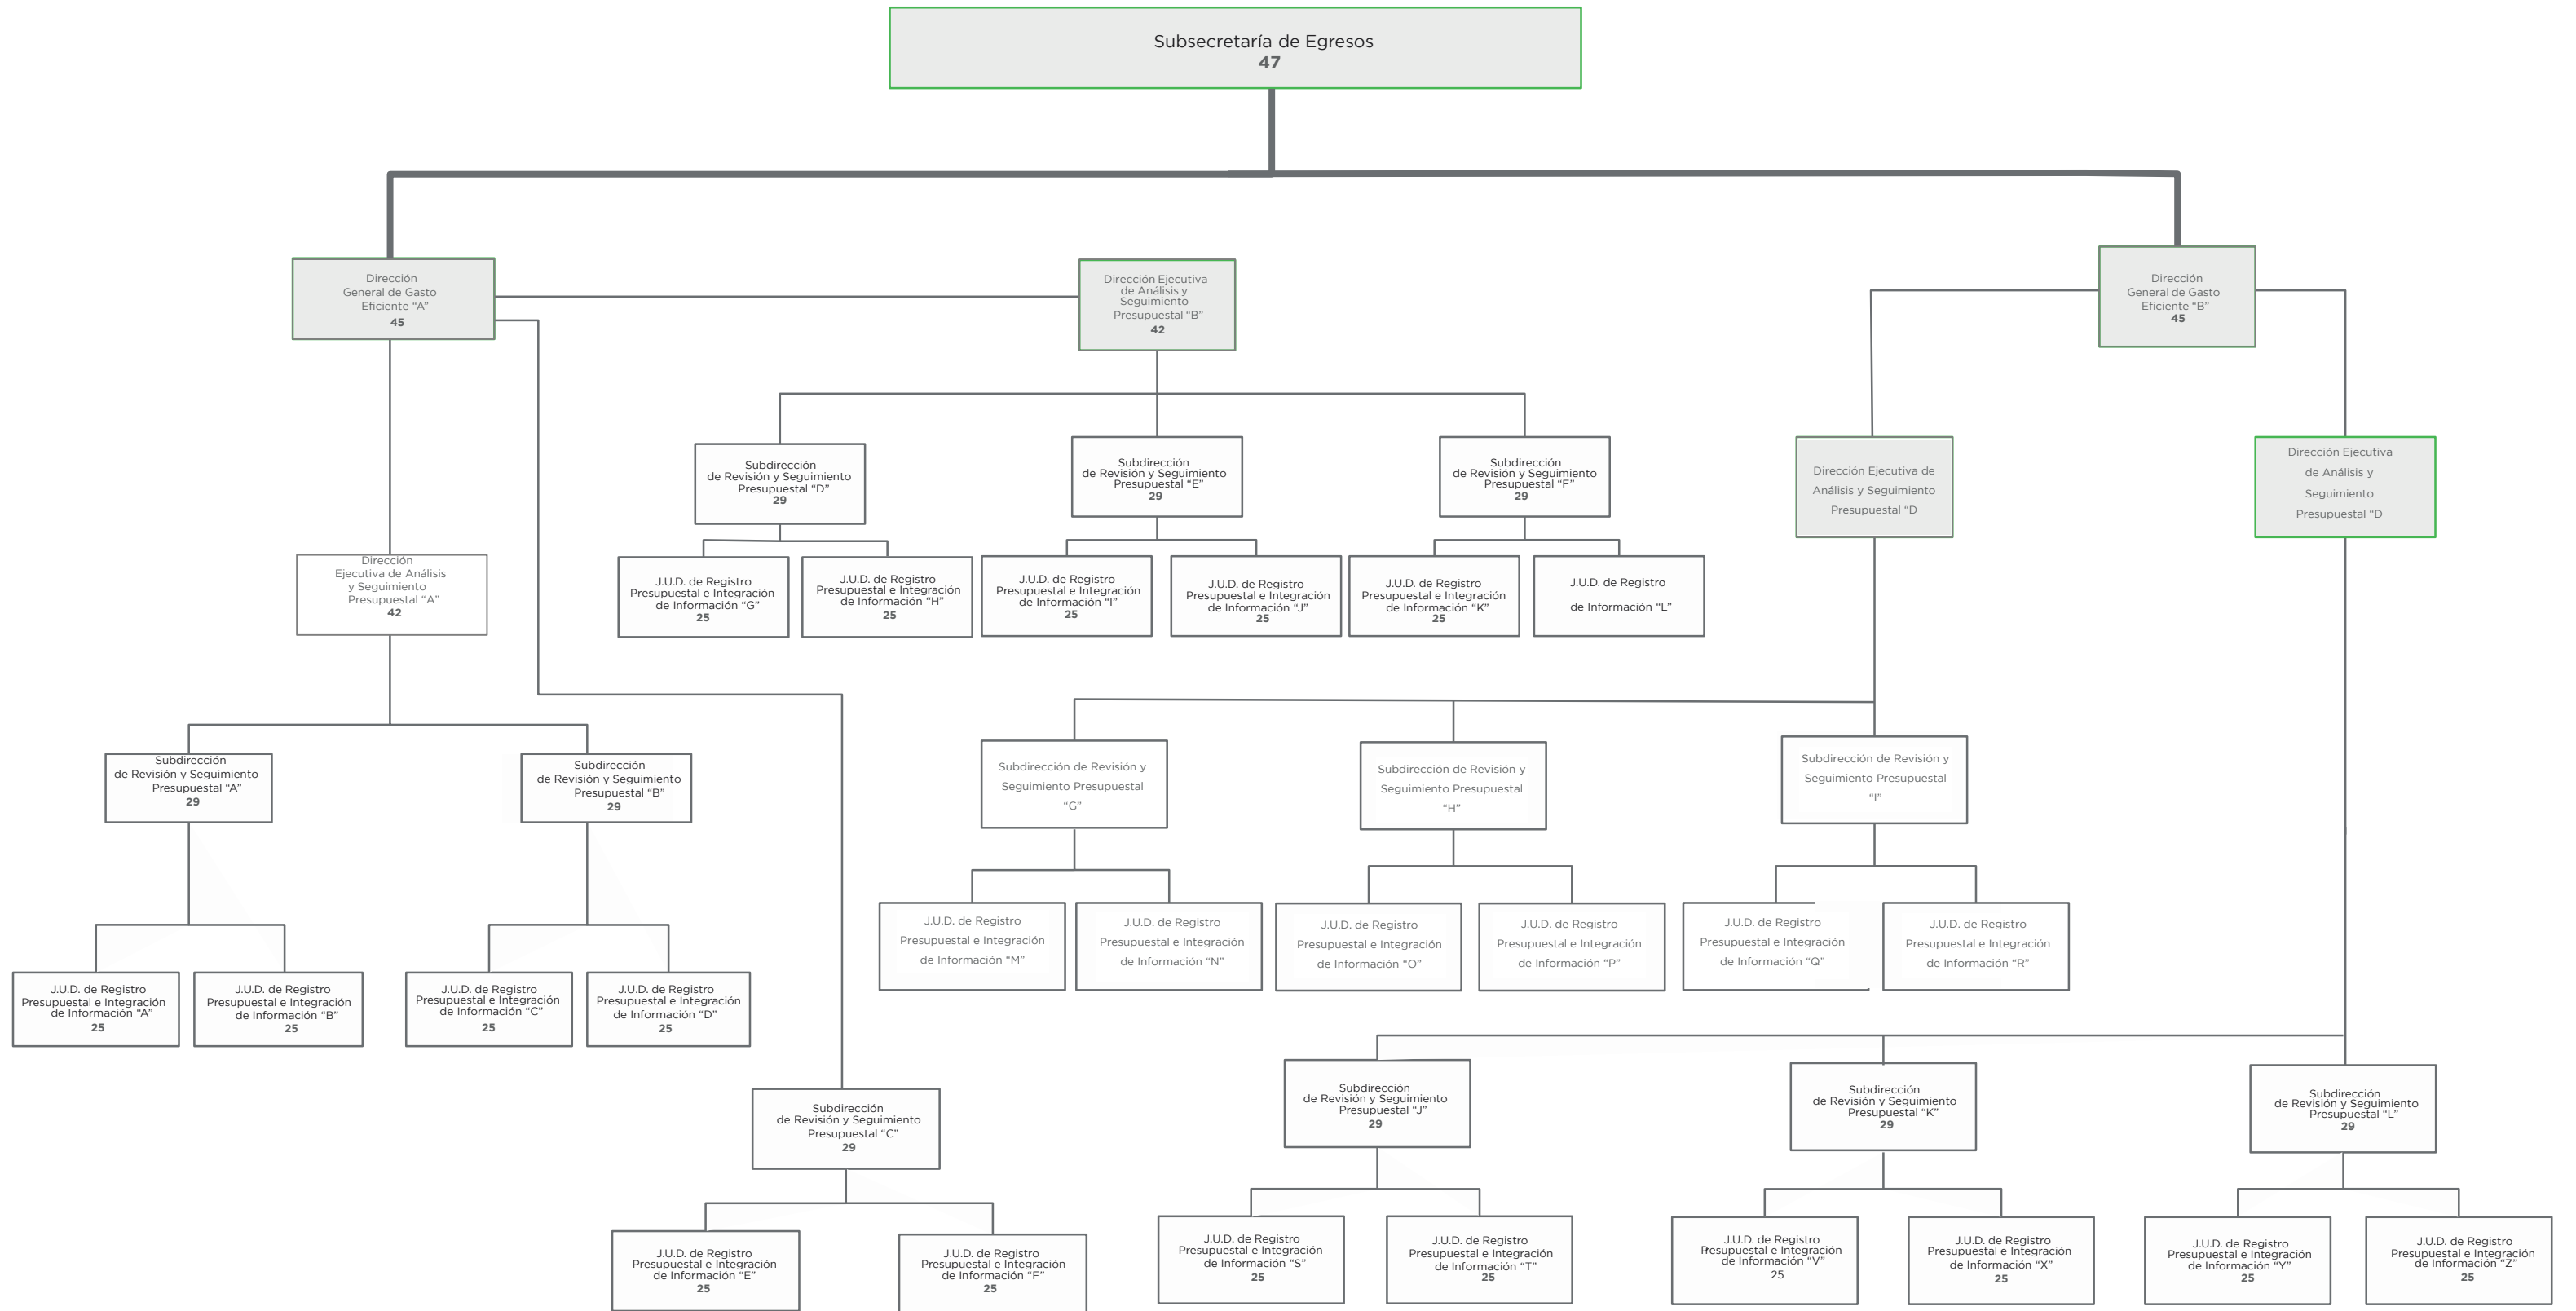 Subsecretaría de Egresos
47
Dirección
General de Gasto
Eficiente “A”
45
Dirección Ejecutiva
de Análisis y
Seguimiento
Presupuestal “B”
42
Dirección
General de Gasto
Eficiente “B”
45
Subdirección
de Revisión y Seguimiento
Presupuestal “D”
29
Subdirección
de Revisión y Seguimiento
Presupuestal “E”
29
Subdirección
de Revisión y Seguimiento
Presupuestal “F”
29
Dirección Ejecutiva de
Análisis y Seguimiento
Presupuestal “D
Dirección Ejecutiva
de Análisis y
Seguimiento
Presupuestal “D
Dirección
Ejecutiva de Análisis
y Seguimiento
Presupuestal “A”
42
J.U.D. de Registro
Presupuestal e Integración
de Información “G”
25
J.U.D. de Registro
Presupuestal e Integración
de Información “H”
25
J.U.D. de Registro
Presupuestal e Integración
de Información “I”
25
J.U.D. de Registro
Presupuestal e Integración
de Información “J”
25
J.U.D. de Registro
Presupuestal e Integración
de Información “K”
25
J.U.D. de Registro
de Información “L”
Subdirección
de Revisión y Seguimiento
Presupuestal “A”
29
Subdirección
de Revisión y Seguimiento
Presupuestal “B”
29
Subdirección de Revisión y
Seguimiento Presupuestal
“G”
Subdirección de Revisión y
Seguimiento Presupuestal
“H”
Subdirección de Revisión y
Seguimiento Presupuestal
“I”
J.U.D. de Registro
Presupuestal e Integración
de Información “M”
J.U.D. de Registro
Presupuestal e Integración
de Información “N”
J.U.D. de Registro
Presupuestal e Integración
de Información “O”
J.U.D. de Registro
Presupuestal e Integración
de Información “P”
J.U.D. de Registro
Presupuestal e Integración
de Información “Q”
J.U.D. de Registro
Presupuestal e Integración
de Información “R”
J.U.D. de Registro
Presupuestal e Integración
de Información “A”
25
J.U.D. de Registro
Presupuestal e Integración
de Información “B”
25
J.U.D. de Registro
Presupuestal e Integración
de Información “C”
25
J.U.D. de Registro
Presupuestal e Integración
de Información “D”
25
Subdirección
de Revisión y Seguimiento
Presupuestal “C”
29
Subdirección
de Revisión y Seguimiento
Presupuestal “J”
29
Subdirección
de Revisión y Seguimiento
Presupuestal “K”
29
Subdirección
de Revisión y Seguimiento
Presupuestal “L”
29
J.U.D. de Registro
Presupuestal e Integración
de Información “E”
25
J.U.D. de Registro
Presupuestal e Integración
de Información “F”
25
J.U.D. de Registro
Presupuestal e Integración
de Información “S”
25
J.U.D. de Registro
Presupuestal e Integración
de Información “T”
25
J.U.D. de Registro
Presupuestal e Integración
de Información “V”
25
J.U.D. de Registro
Presupuestal e Integración
de Información “X”
25
J.U.D. de Registro
Presupuestal e Integración
de Información “Y”
25
J.U.D. de Registro
Presupuestal e Integración
de Información “Z”
25